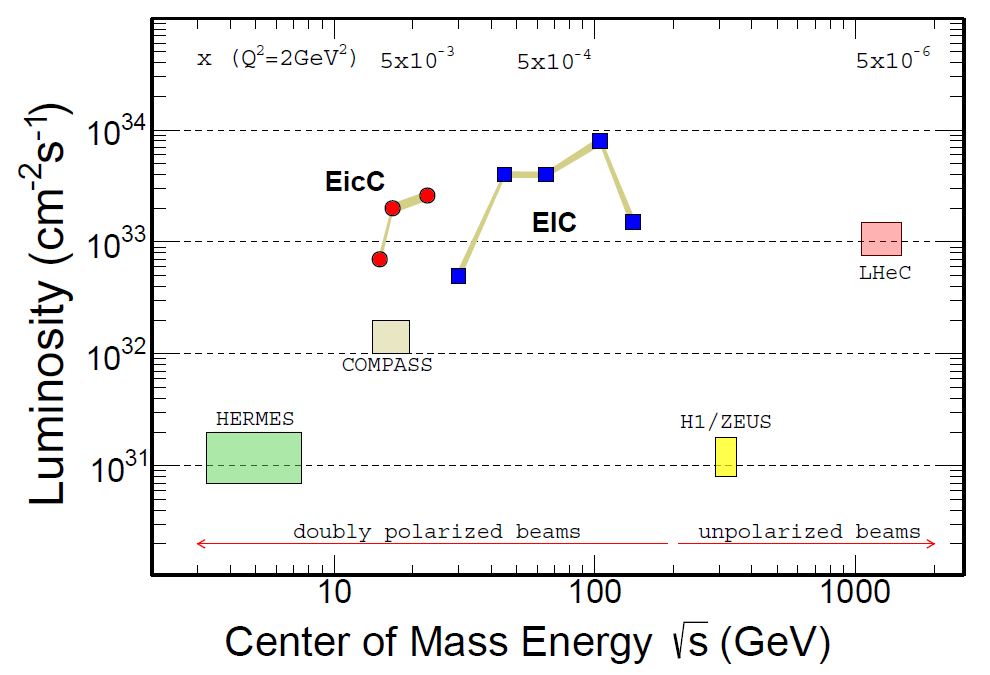 x (Q²=2GeV²) 5x10⁻³ 5x10⁻⁴ 5x10⁻⁶
10³⁴
EicC
EIC
10³³
LHeC
10³²
COMPASS
HERMES
H1/ZEUS
10³¹
doubly polarized beams
unpolarized beams
10 100 1000
Center of Mass Energy √s (GeV)
Luminosity (cm⁻²s⁻¹)